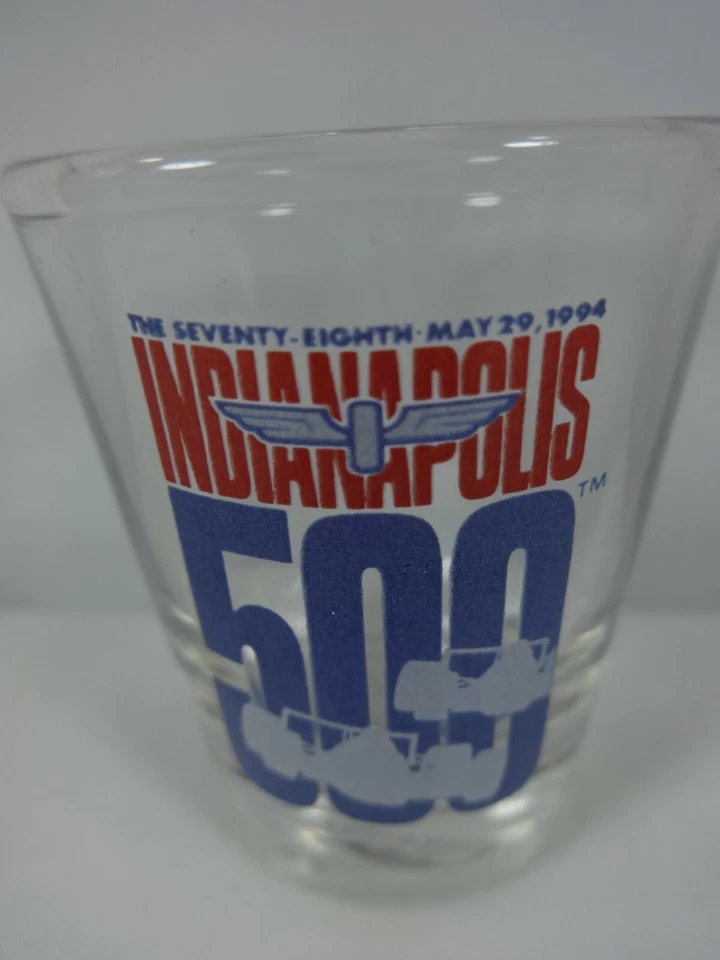 THE SEVENTY-EIGHTH · MAY 29, 1994
INDIANAPOLIS
500™